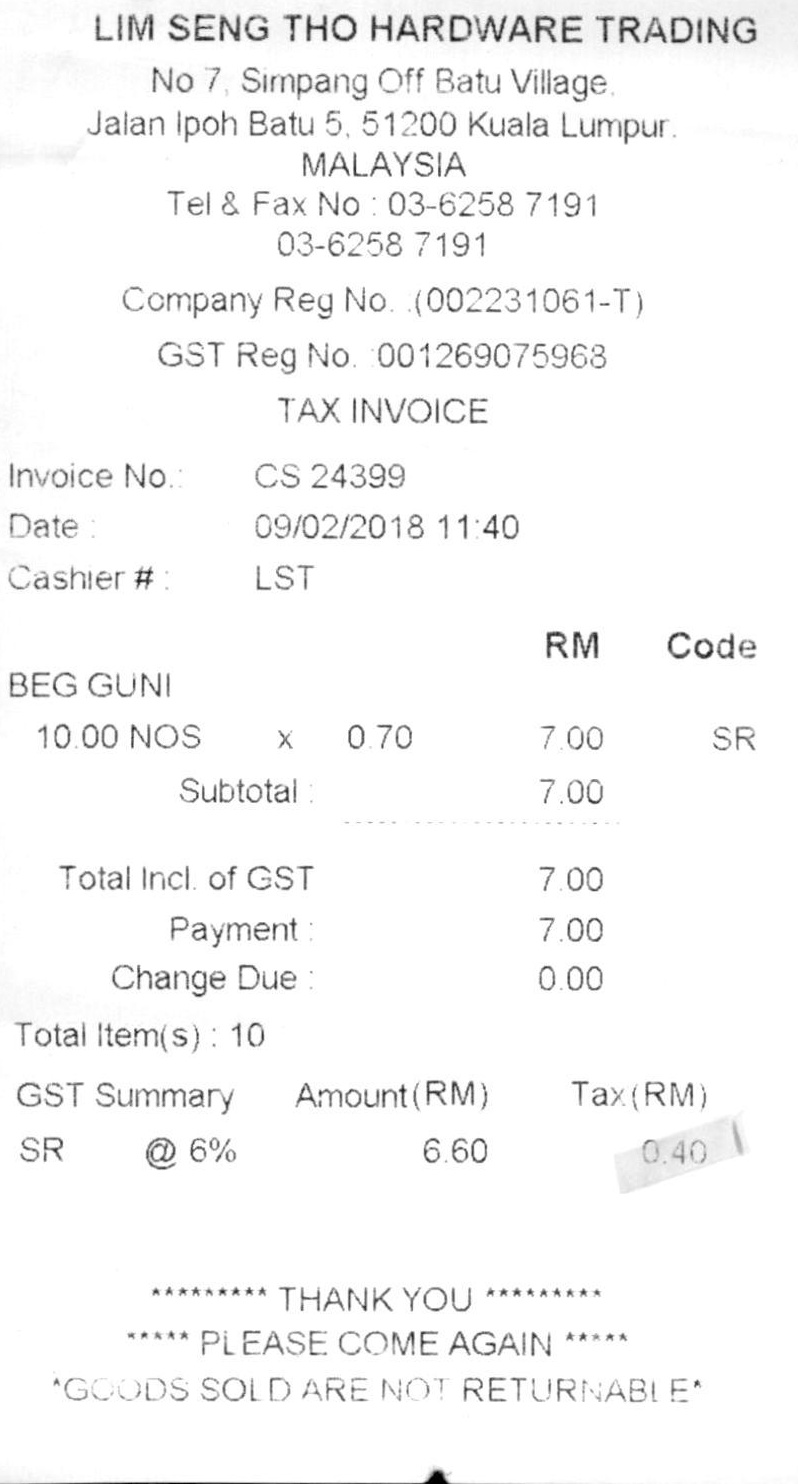 LIM SENG THO HARDWARE TRADING
No 7, Simpang Off Batu Village,
Jalan Ipoh Batu 5, 51200 Kuala Lumpur.
MALAYSIA
Tel & Fax No : 03-6258 7191
03-6258 7191
Company Reg No. :(002231061-T)
GST Reg No. :001269075968
TAX INVOICE
Invoice No.: CS 24399
Date : 09/02/2018 11:40
Cashier # : LST
RM Code
BEG GUNI
10.00 NOS x 0.70 7.00 SR
Subtotal : 7.00
Total Incl. of GST 7.00
Payment : 7.00
Change Due : 0.00
Total Item(s) : 10
GST Summary Amount(RM) Tax(RM)
SR @ 6% 6.60 0.40
********* THANK YOU *********
***** PLEASE COME AGAIN *****
*GOODS SOLD ARE NOT RETURNABLE*